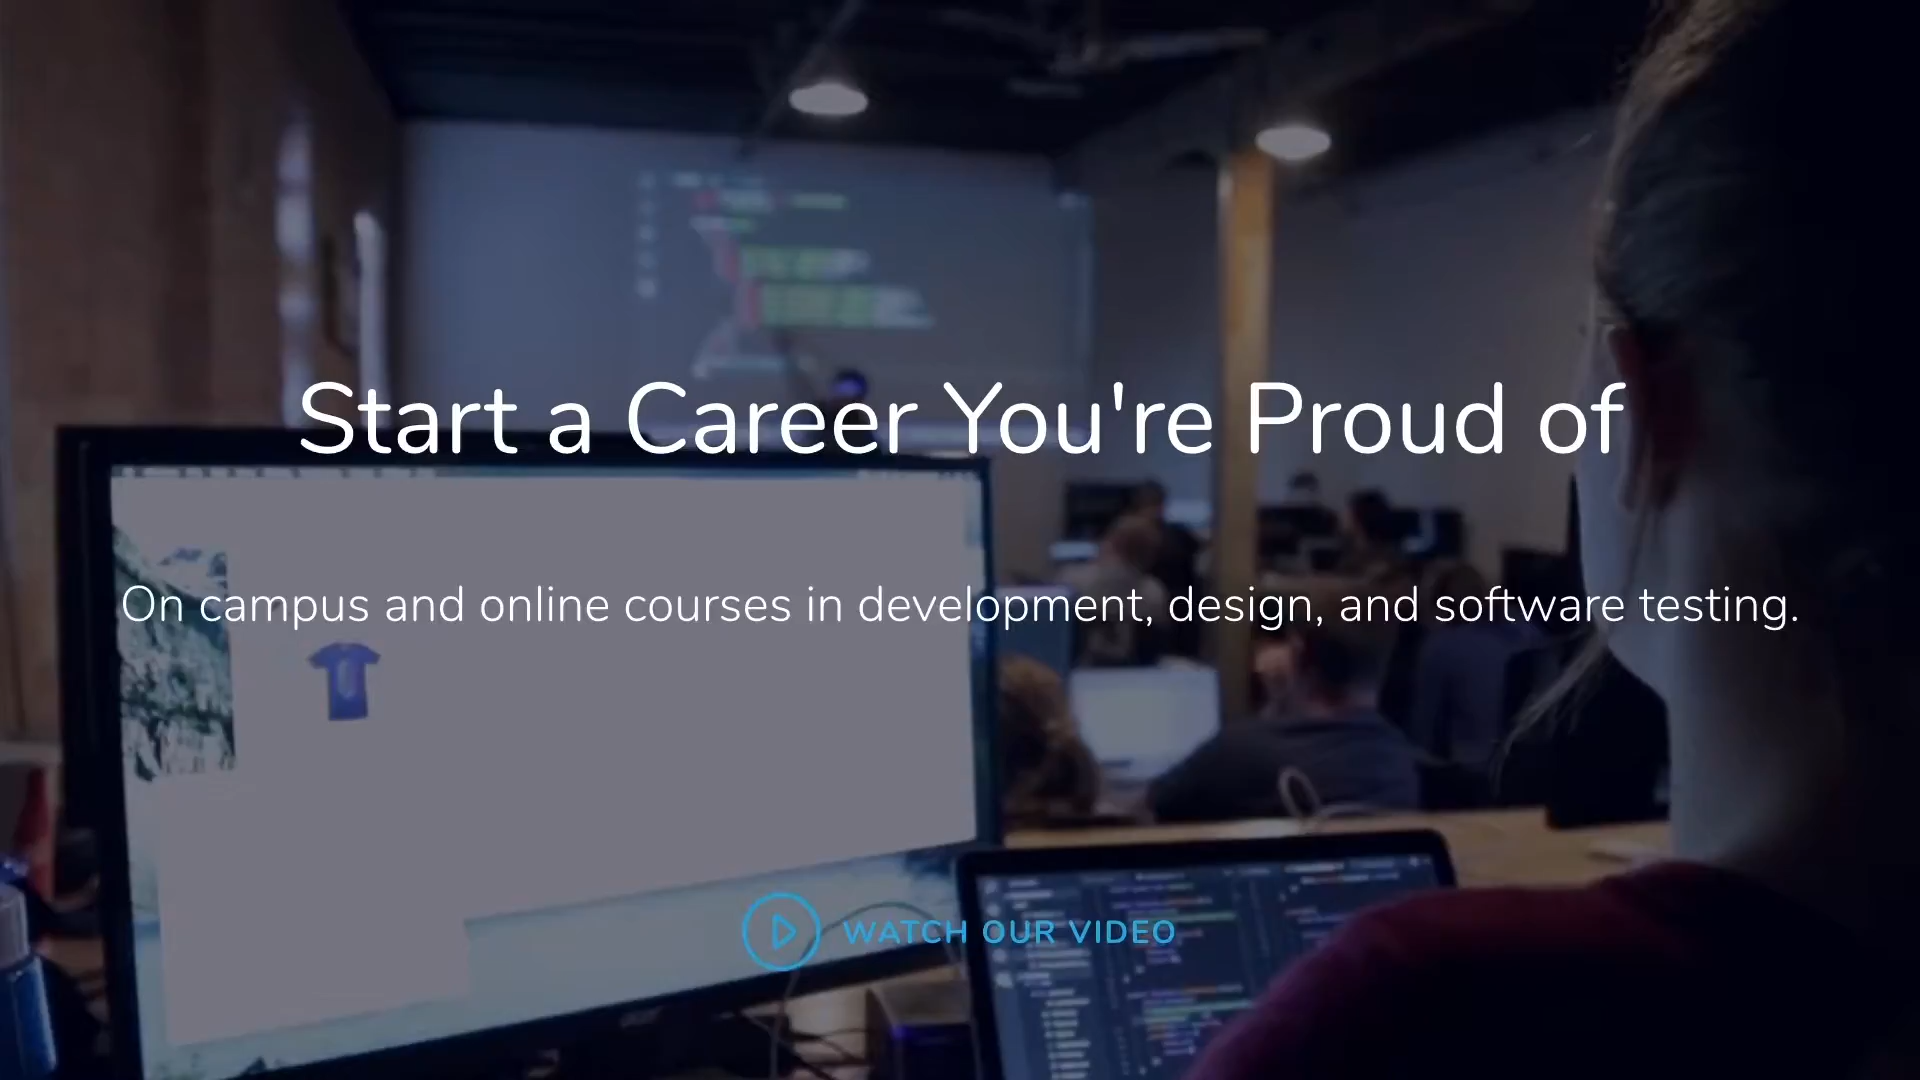 Start a Career You're Proud of
On campus and online courses in development, design, and software testing.
WATCH OUR VIDEO